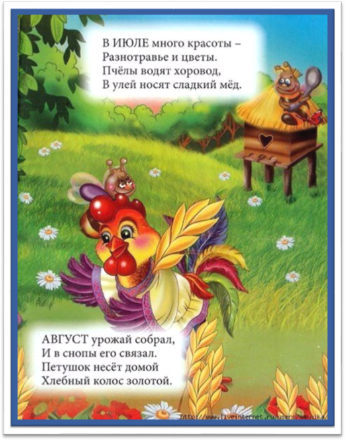 В ИЮЛЕ много красоты –
Разнотравье и цветы.
Пчёлы водят хоровод,
В улей носят сладкий мёд.
АВГУСТ урожай собрал,
И в снопы его связал.
Петушок несёт домой
Хлебный колос золотой.